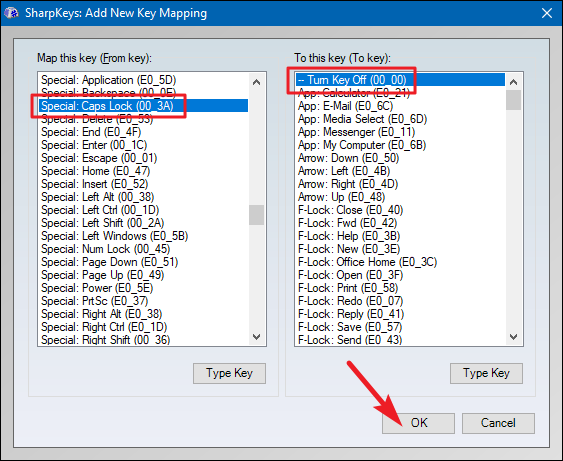 SharpKeys: Add New Key Mapping
Map this key (From key):
Special: Application (E0_5D)
Special: Backspace (00_0E)
Special: Caps Lock (00_3A)
Special: Delete (E0_53)
Special: End (E0_4F)
Special: Enter (00_1C)
Special: Escape (00_01)
Special: Home (E0_47)
Special: Insert (E0_52)
Special: Left Alt (00_38)
Special: Left Ctrl (00_1D)
Special: Left Shift (00_2A)
Special: Left Windows (E0_5B)
Special: Num Lock (00_45)
Special: Page Down (E0_51)
Special: Page Up (E0_49)
Special: Power (E0_5E)
Special: PrtSc (E0_37)
Special: Right Alt (E0_38)
Special: Right Ctrl (E0_1D)
Special: Right Shift (00_36)
Type Key
To this key (To key):
-- Turn Key Off (00_00)
App: Calculator (E0_21)
App: E-Mail (E0_6C)
App: Media Select (E0_6D)
App: Messenger (E0_11)
App: My Computer (E0_6B)
Arrow: Down (E0_50)
Arrow: Left (E0_4B)
Arrow: Right (E0_4D)
Arrow: Up (E0_48)
F-Lock: Close (E0_40)
F-Lock: Fwd (E0_42)
F-Lock: Help (E0_3B)
F-Lock: New (E0_3E)
F-Lock: Office Home (E0_3C)
F-Lock: Open (E0_3F)
F-Lock: Print (E0_58)
F-Lock: Redo (E0_07)
F-Lock: Reply (E0_41)
F-Lock: Save (E0_57)
F-Lock: Send (E0_43)
Type Key
OK
Cancel